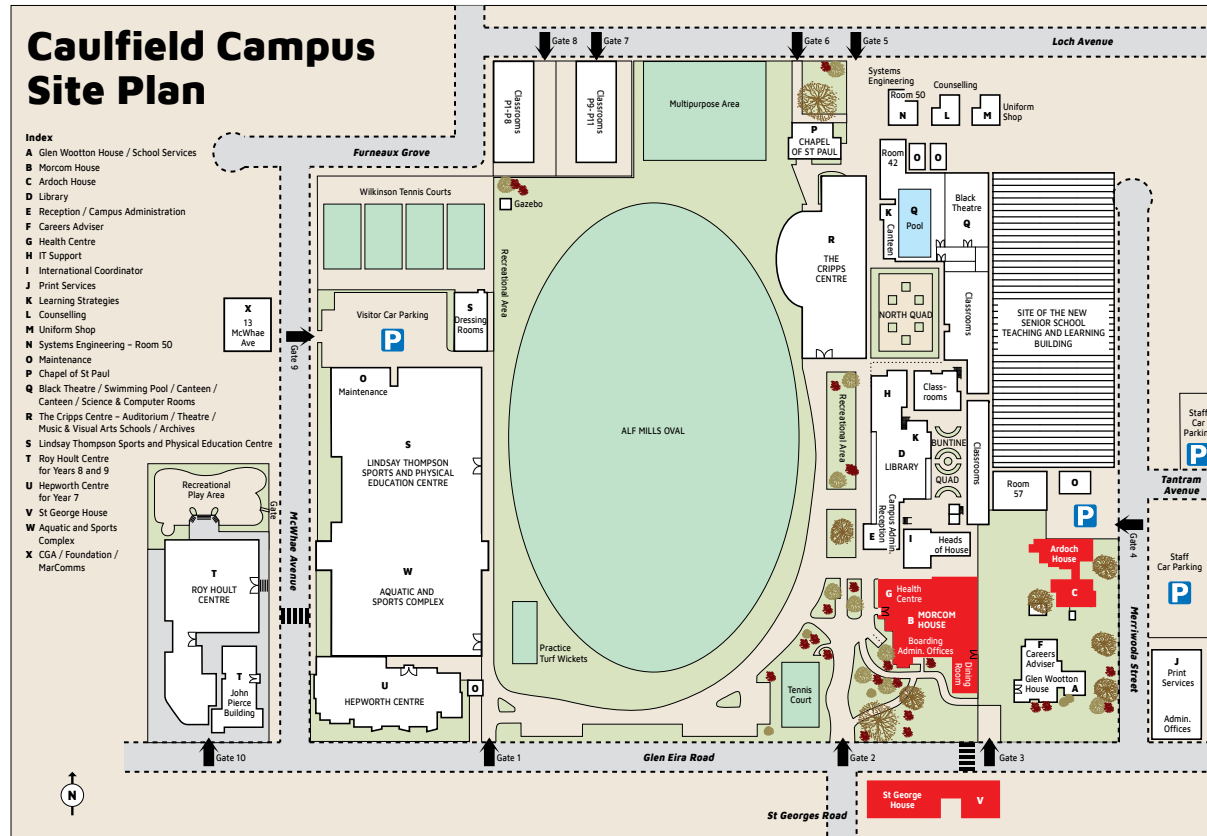 Caulfield Campus
Site Plan
Index
A Glen Wootton House / School Services
B Morcom House
C Ardoch House
D Library
E Reception / Campus Administration
F Careers Adviser
G Health Centre
H IT Support
I International Coordinator
J Print Services
K Learning Strategies
L Counselling
M Uniform Shop
N Systems Engineering – Room 50
O Maintenance
P Chapel of St Paul
Q Black Theatre / Swimming Pool / Canteen /
Canteen / Science & Computer Rooms
R The Cripps Centre – Auditorium / Theatre /
Music & Visual Arts Schools / Archives
S Lindsay Thompson Sports and Physical Education Centre
T Roy Hoult Centre
for Years 8 and 9
U Hepworth Centre
for Year 7
V St George House
W Aquatic and Sports
Complex
X CGA / Foundation /
MarComms
Gate 8
Gate 7
Gate 6
Gate 5
Loch Avenue
Furneaux Grove
Classrooms
P1-P8
Classrooms
P9-P11
Multipurpose Area
P
CHAPEL
OF ST PAUL
Systems
Engineering
Room 50
N
Counselling
L
M
Uniform
Shop
Room
42
O
O
Wilkinson Tennis Courts
Gazebo
Recreational Area
R
THE
CRIPPS
CENTRE
K
Canteen
Q
Pool
Black
Theatre
Q
X
13
McWhae
Ave
Gate 9
Visitor Car Parking
P
S
Dressing
Rooms
NORTH QUAD
Classrooms
SITE OF THE NEW
SENIOR SCHOOL
TEACHING AND LEARNING
BUILDING
O
Maintenance
S
LINDSAY THOMPSON
SPORTS AND PHYSICAL
EDUCATION CENTRE
ALF MILLS OVAL
Recreational Area
H
Class-
rooms
K
D
LIBRARY
BUNTINE
QUAD
Classrooms
Staff
Car
Parking
P
Tantram
Avenue
Room
57
O
P
Gate 4
Recreational
Play Area
Gate
McWhae Avenue
T
ROY HOULT
CENTRE
W
AQUATIC AND
SPORTS COMPLEX
Campus Admin.
Reception
E
I
Heads
of House
Ardoch
House
C
Staff
Car Parking
P
Merriwoda Street
G Health
Centre
B MORCOM
HOUSE
Boarding
Admin. Offices
Dining
Room
Practice
Turf Wickets
F
Careers
Adviser
Glen Wootton
House
A
J
Print
Services
Admin.
Offices
T
John
Pierce
Building
U
HEPWORTH CENTRE
O
Tennis
Court
Gate 10
Gate 1
Glen Eira Road
Gate 2
Gate 3
N
St Georges Road
St George
House
V